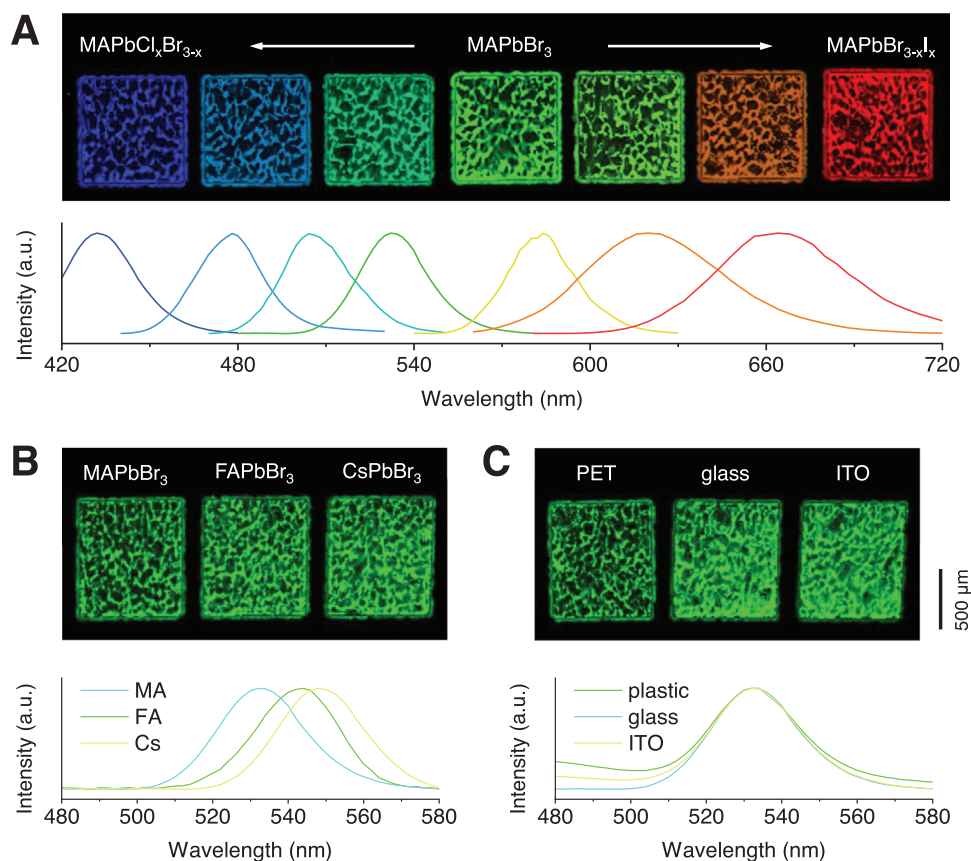 A
MAPbClₓBr₃₋ₓ
MAPbBr₃
MAPbBr₃₋ₓIₓ
Intensity (a.u.)
420 480 540 600 660 720
Wavelength (nm)
B
MAPbBr₃ FAPbBr₃ CsPbBr₃
Intensity (a.u.)
MA
FA
Cs
480 500 520 540 560 580
Wavelength (nm)
C
PET glass ITO
500 µm
Intensity (a.u.)
plastic
glass
ITO
480 500 520 540 560 580
Wavelength (nm)